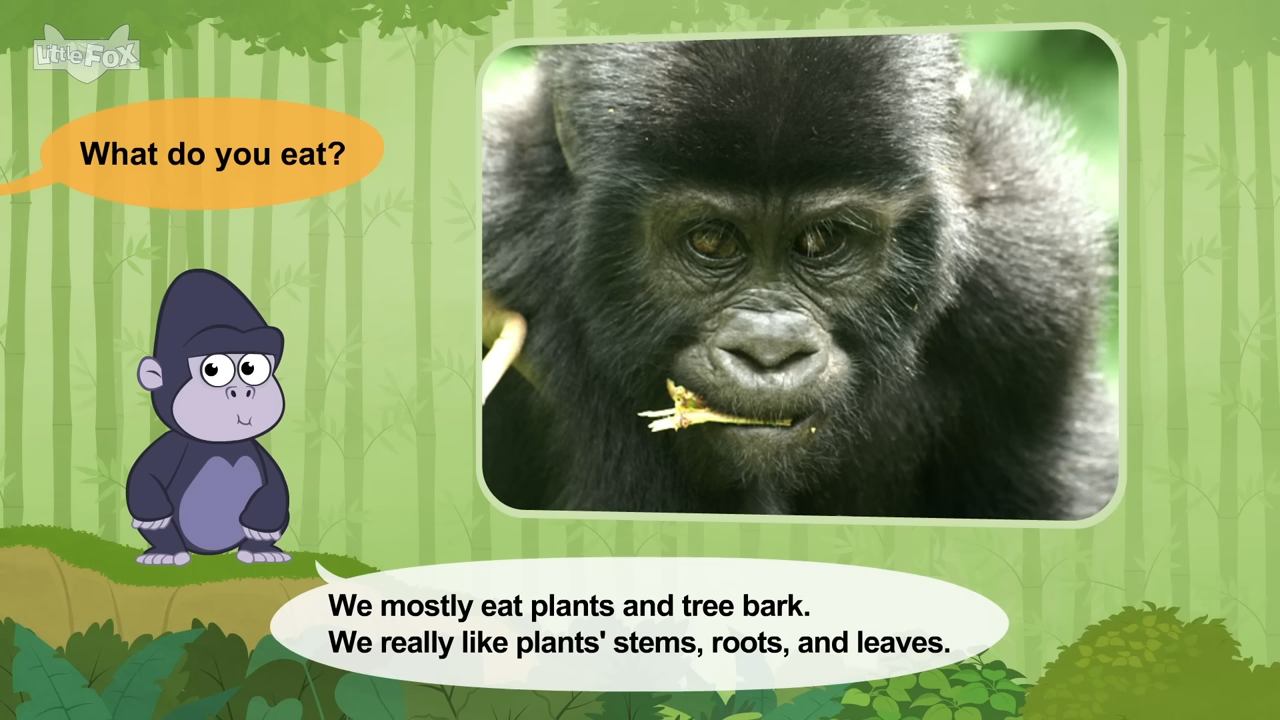 Little Fox
What do you eat?
We mostly eat plants and tree bark.
We really like plants' stems, roots, and leaves.